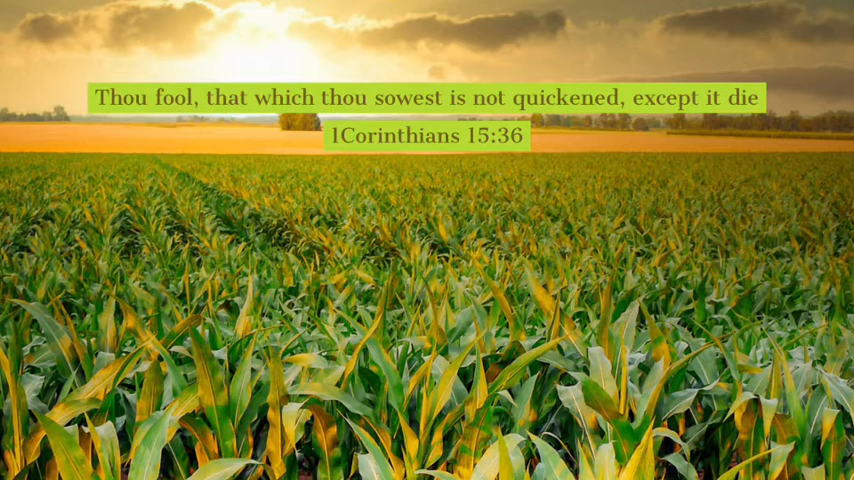 Thou fool, that which thou sowest is not quickened, except it die
1Corinthians 15:36